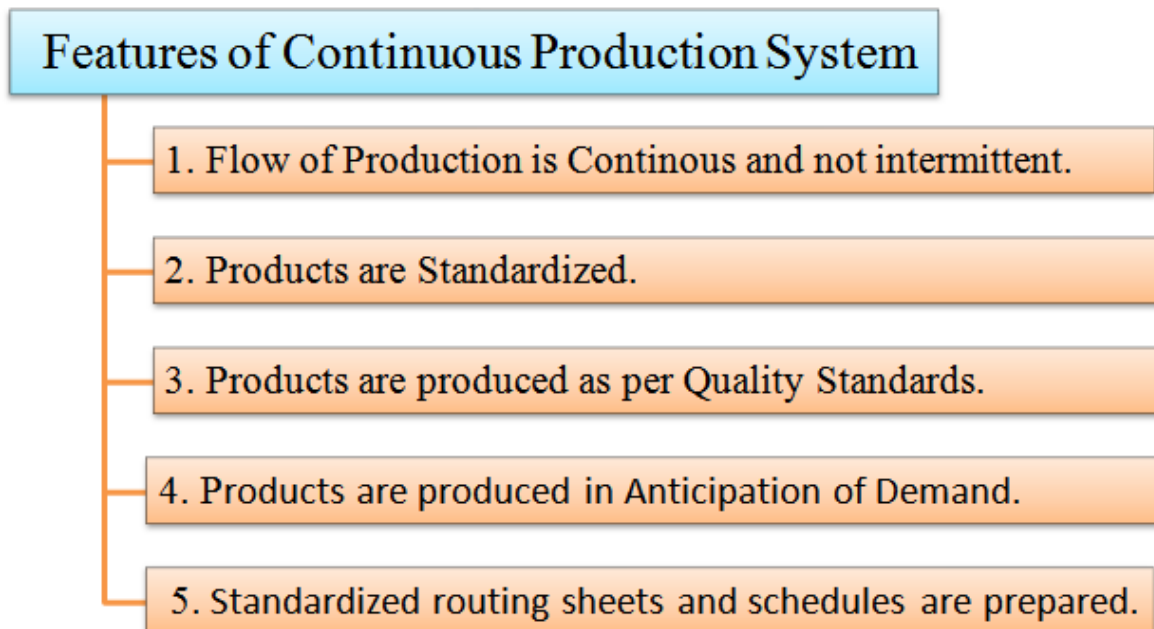 Features of Continuous Production System
1. Flow of Production is Continous and not intermittent.
2. Products are Standardized.
3. Products are produced as per Quality Standards.
4. Products are produced in Anticipation of Demand.
5. Standardized routing sheets and schedules are prepared.